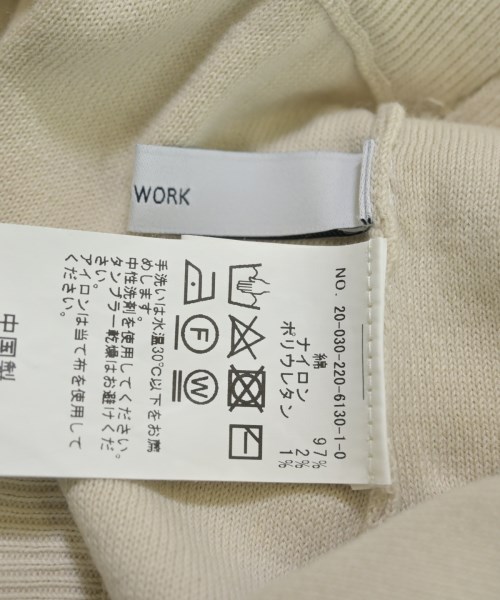 WORK
NO. 20-030-220-6130-1-0
綿 97%
ナイロン 2%
ポリウレタン 1%
F
W
手洗いは水温30℃以下をお薦
めします。
中性洗剤を使用してください。
タンブラー乾燥はお避けくだ
さい。
アイロンは当て布を使用して
ください。
中国製